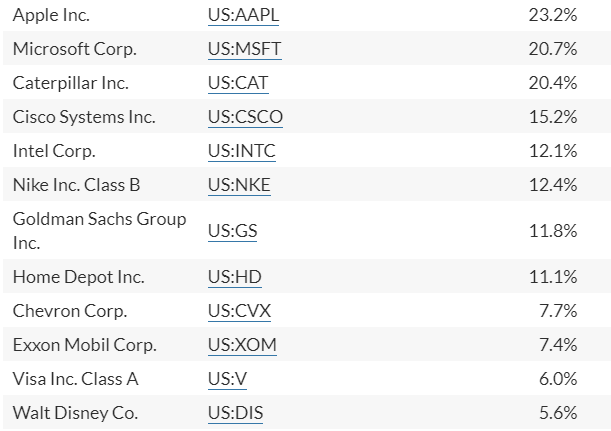 Apple Inc. US:AAPL 23.2%
Microsoft Corp. US:MSFT 20.7%
Caterpillar Inc. US:CAT 20.4%
Cisco Systems Inc. US:CSCO 15.2%
Intel Corp. US:INTC 12.1%
Nike Inc. Class B US:NKE 12.4%
Goldman Sachs Group
Inc. US:GS 11.8%
Home Depot Inc. US:HD 11.1%
Chevron Corp. US:CVX 7.7%
Exxon Mobil Corp. US:XOM 7.4%
Visa Inc. Class A US:V 6.0%
Walt Disney Co. US:DIS 5.6%